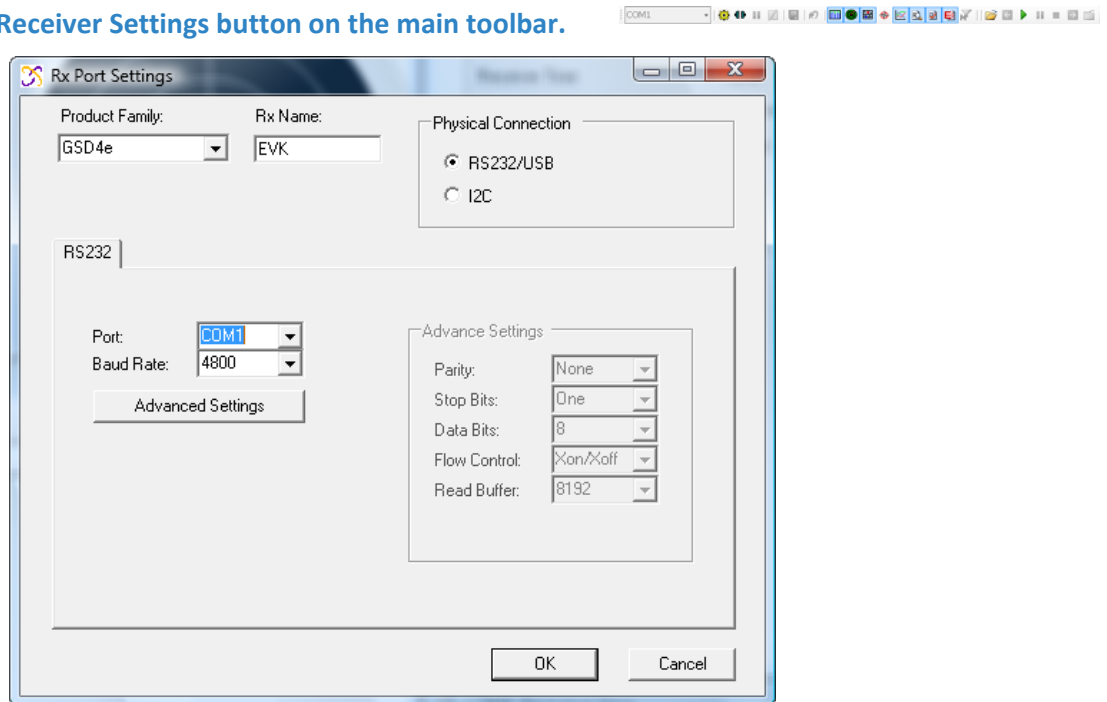 Receiver Settings button on the main toolbar.
COM1
Rx Port Settings
Product Family:
Rx Name:
GSD4e
EVK
Physical Connection
RS232/USB
I2C
RS232
Port:
COM1
Baud Rate:
4800
Advanced Settings
Advance Settings
Parity:
None
Stop Bits:
One
Data Bits:
8
Flow Control:
Xon/Xoff
Read Buffer:
8192
OK
Cancel